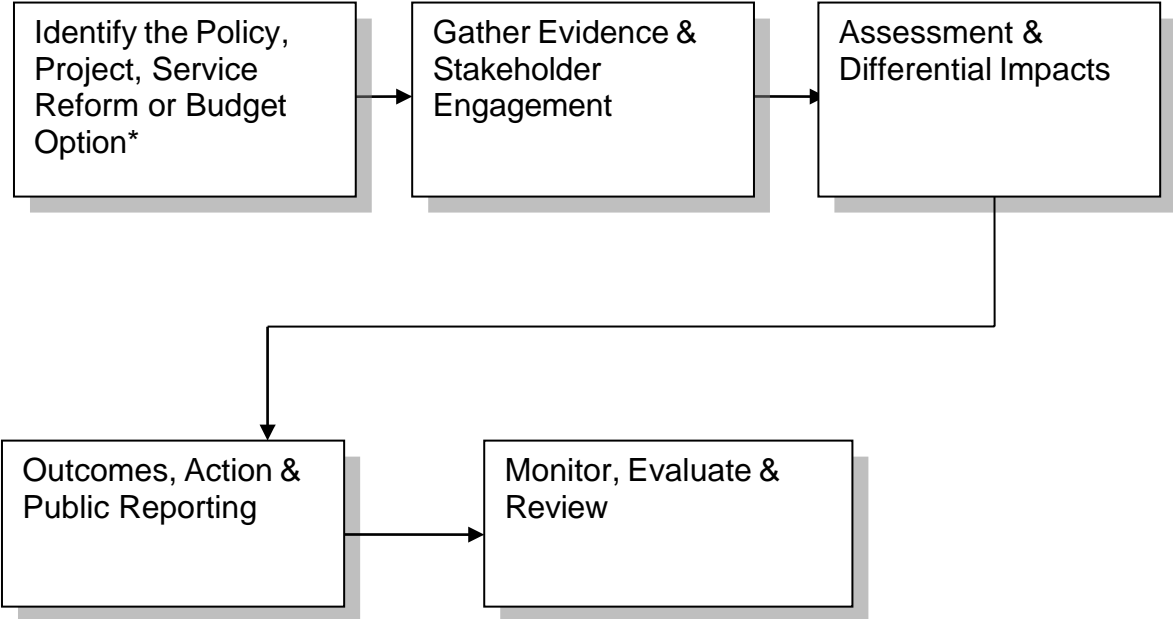 Identify the Policy,
Project, Service
Reform or Budget
Option*
Gather Evidence &
Stakeholder
Engagement
Assessment &
Differential Impacts
Outcomes, Action &
Public Reporting
Monitor, Evaluate &
Review